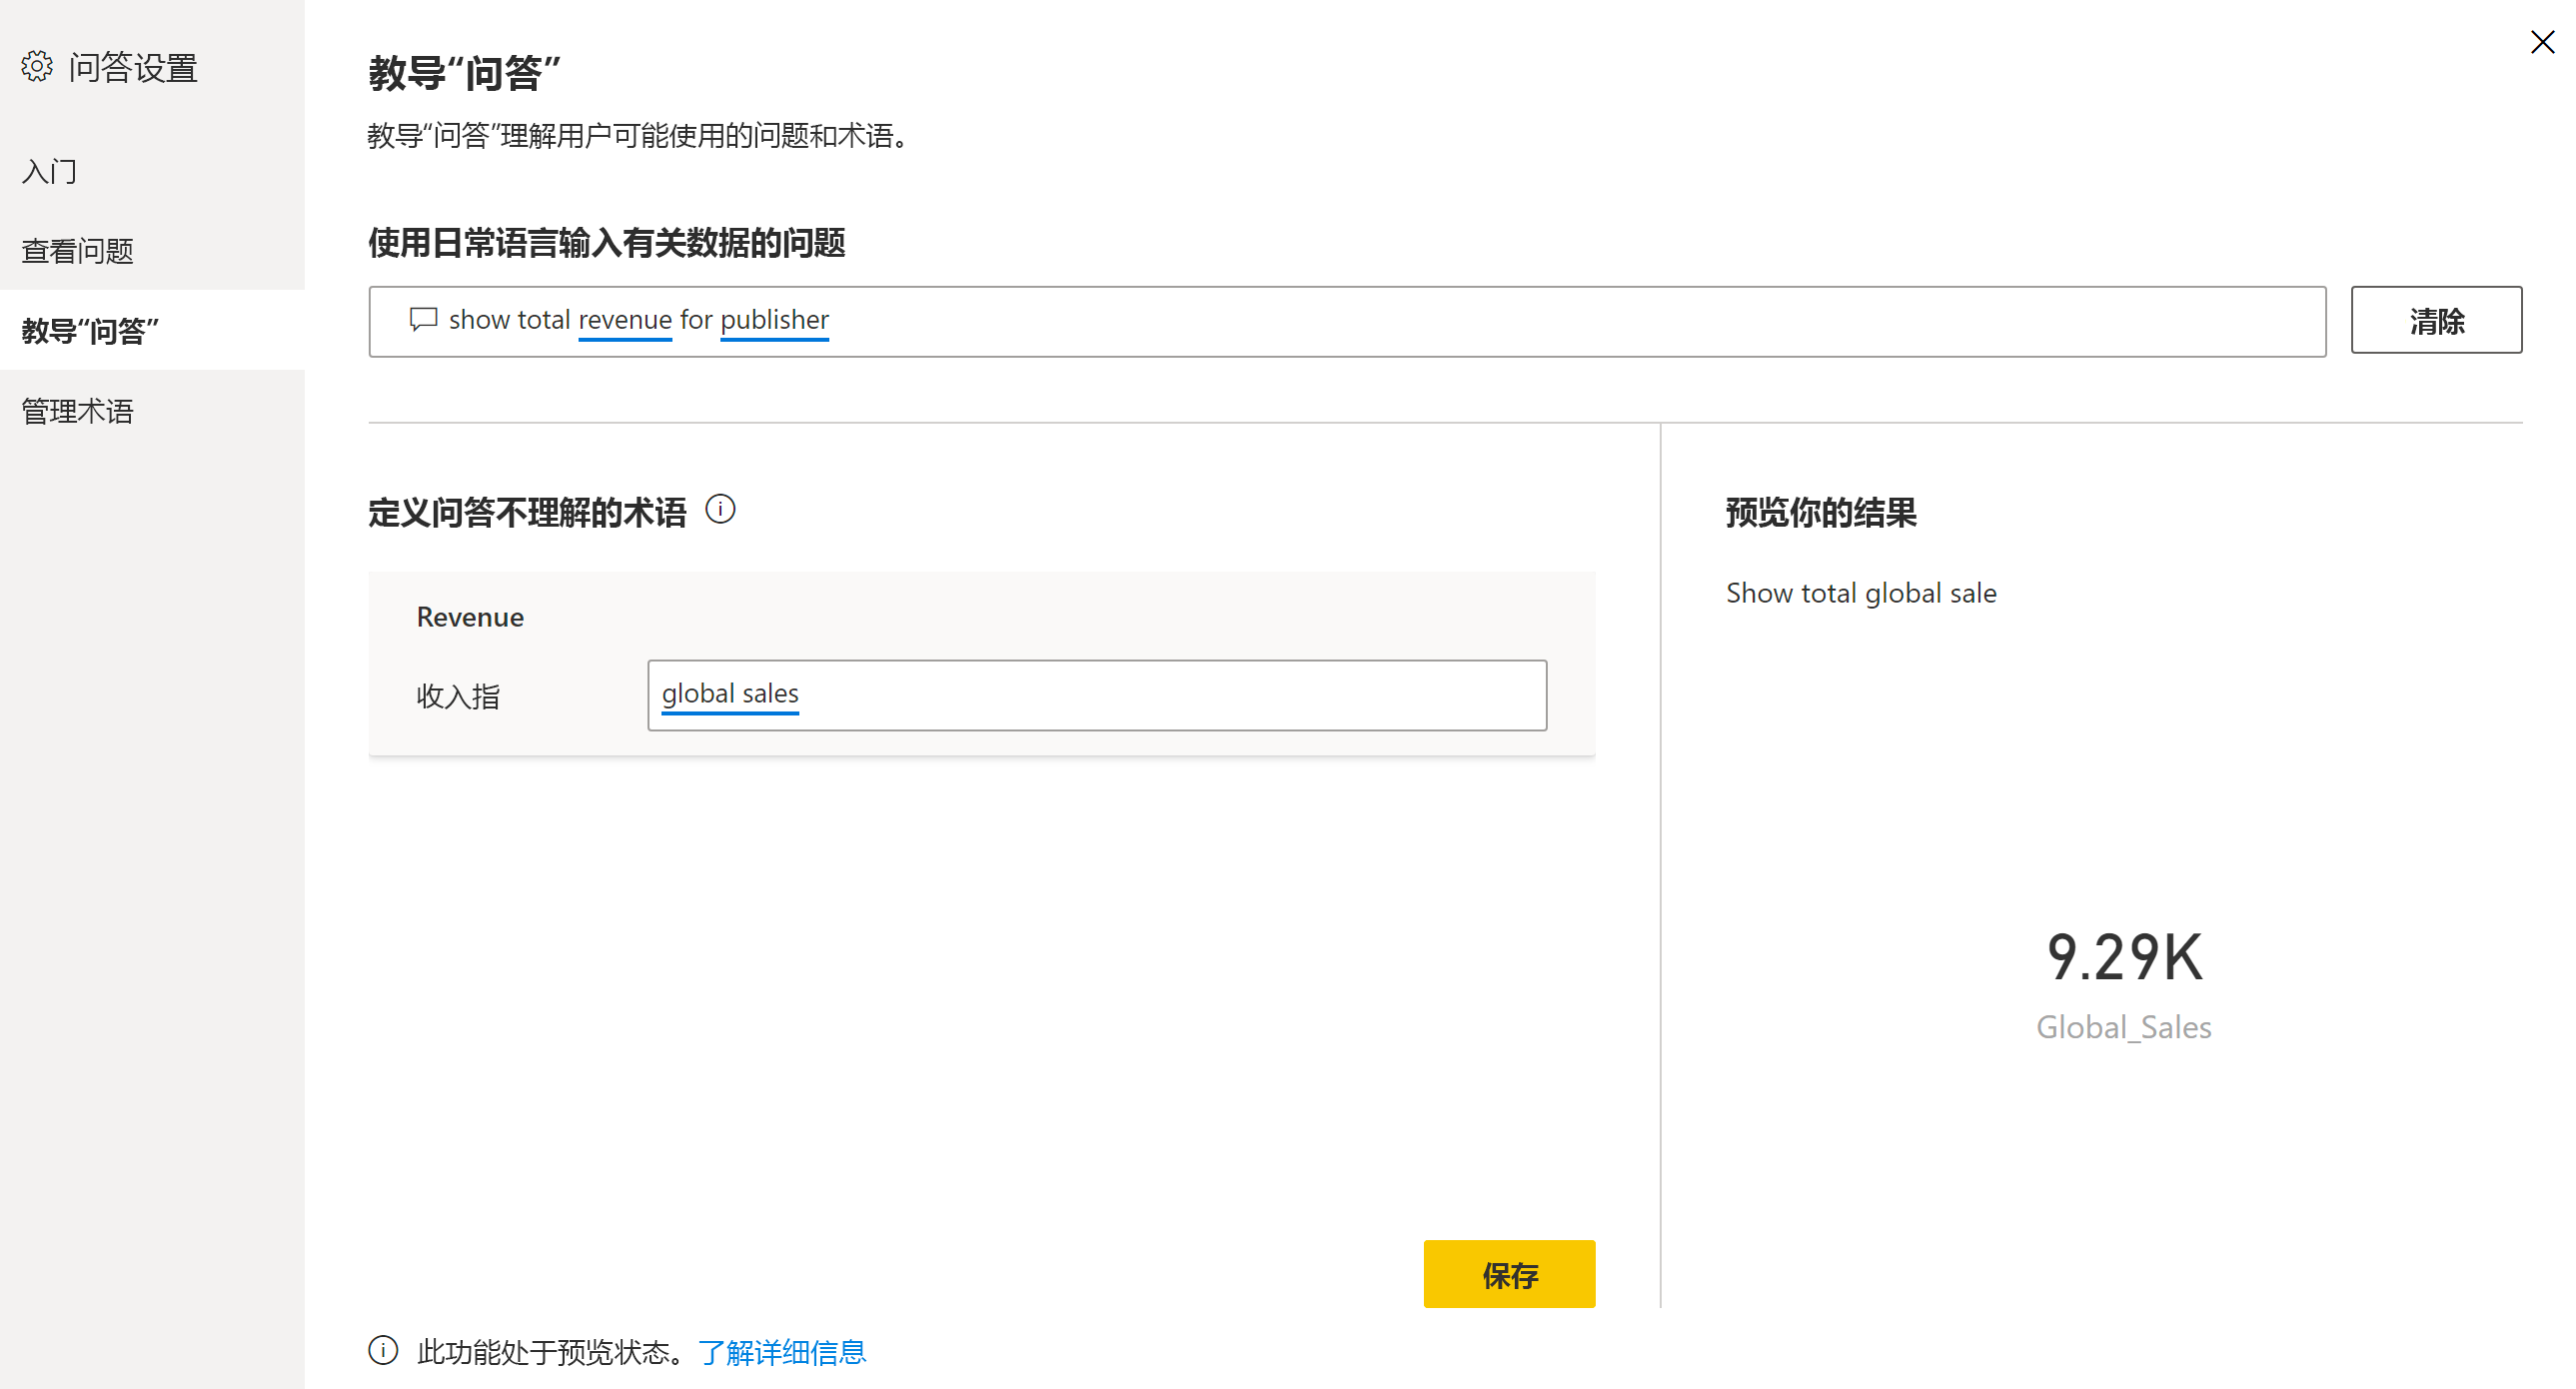 问答设置
入门
查看问题
教导“问答”
管理术语
教导“问答”
教导“问答”理解用户可能使用的问题和术语。
使用日常语言输入有关数据的问题
show total revenue for publisher
清除
定义问答不理解的术语
Revenue
收入指
global sales
预览你的结果
Show total global sale
9.29K
Global_Sales
保存
此功能处于预览状态。了解详细信息